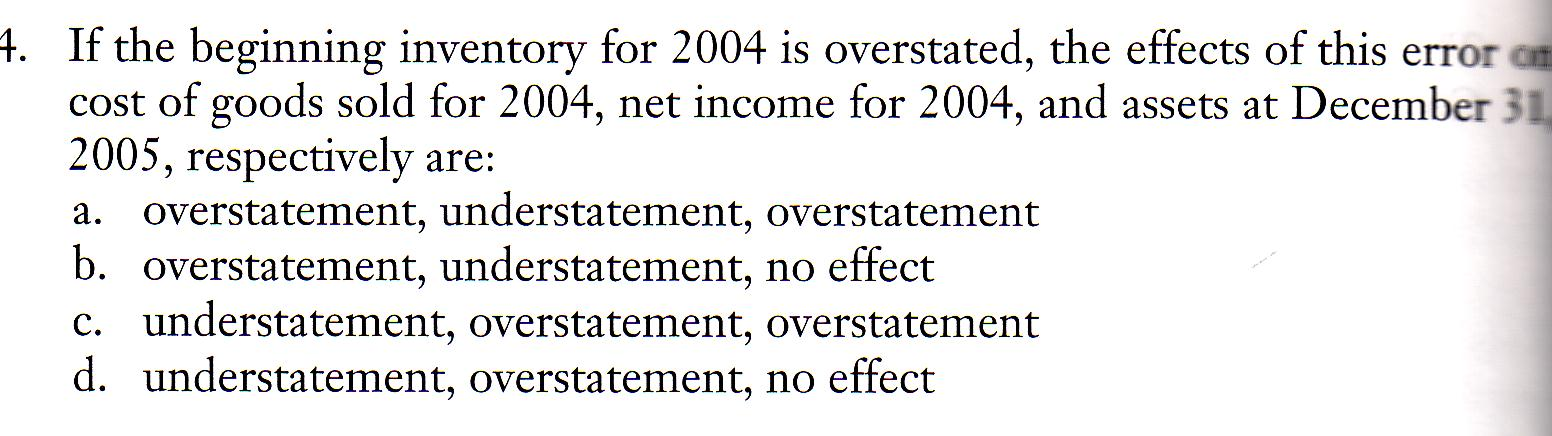 4. If the beginning inventory for 2004 is overstated, the effects of this error on
cost of goods sold for 2004, net income for 2004, and assets at December 31,
2005, respectively are:
a. overstatement, understatement, overstatement
b. overstatement, understatement, no effect
c. understatement, overstatement, overstatement
d. understatement, overstatement, no effect